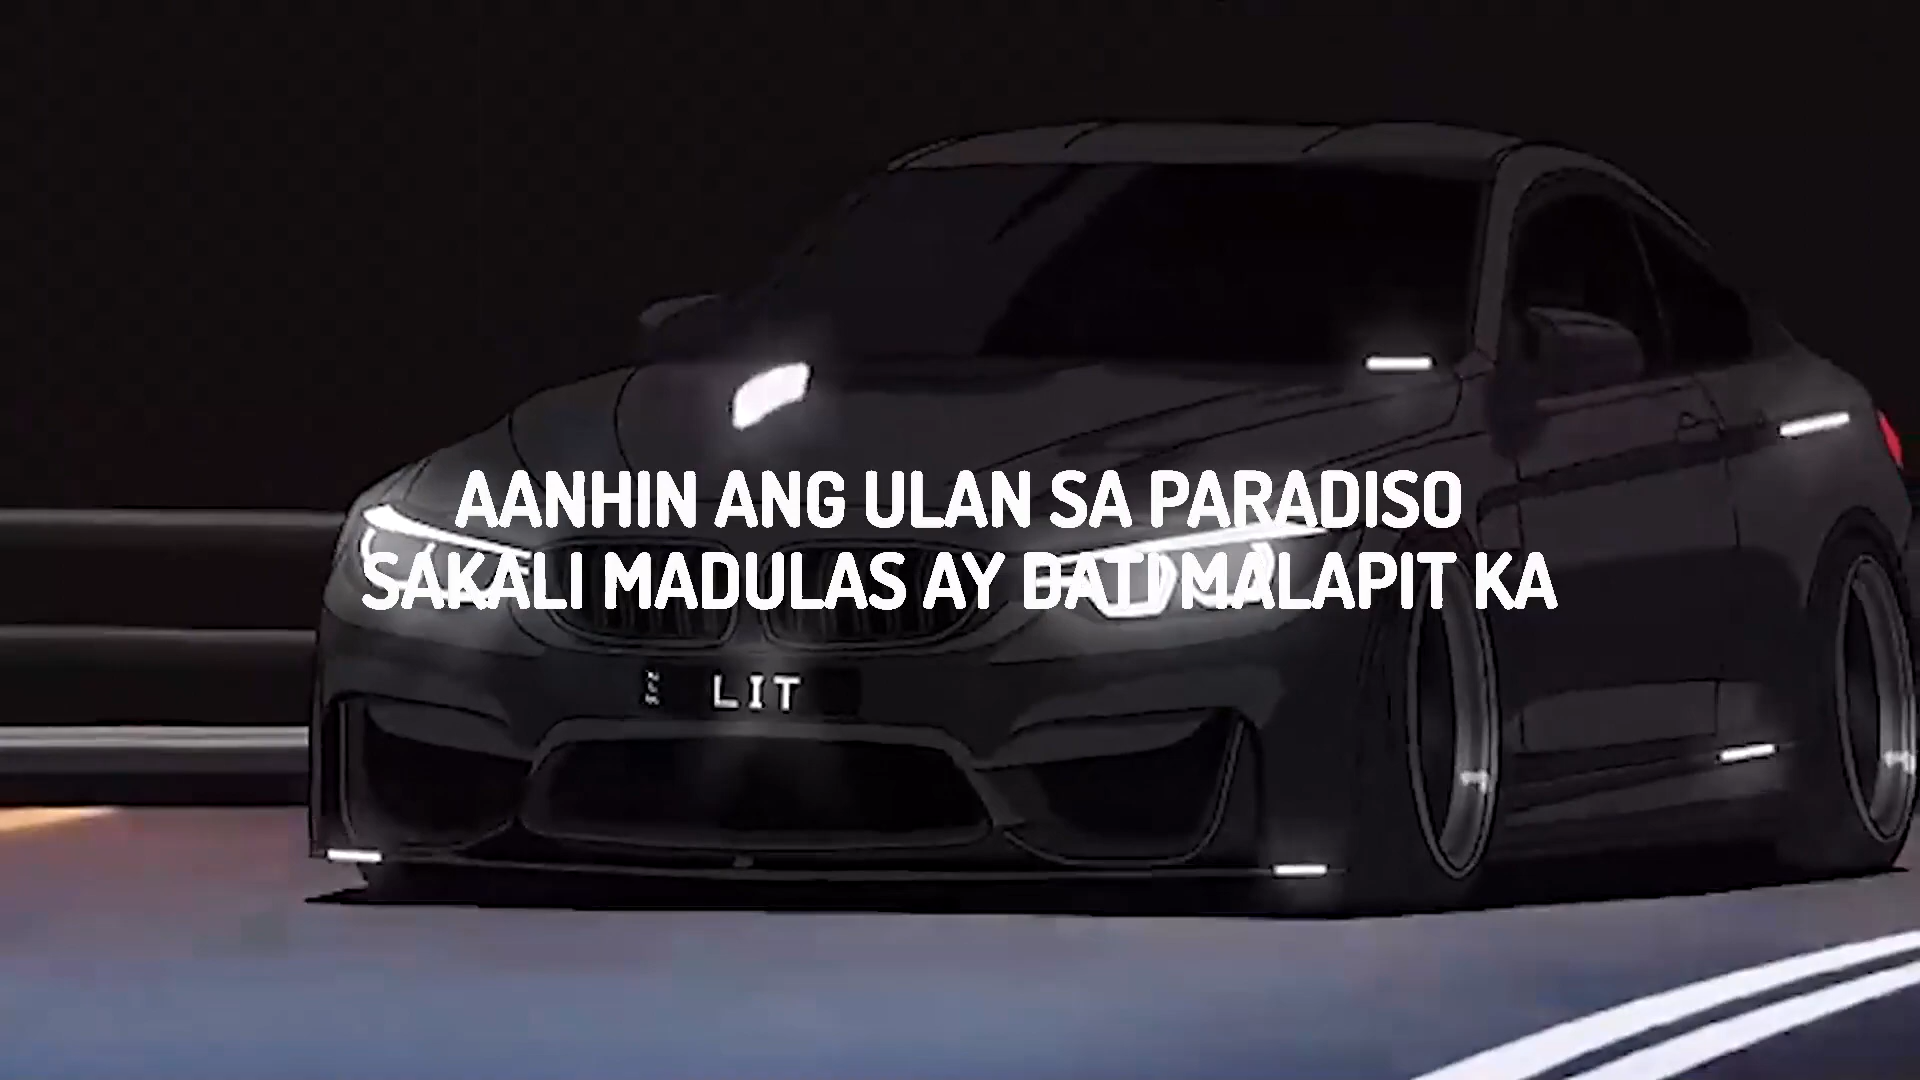 AANHIN ANG ULAN SA PARADISO
SAKALI MADULAS AY DATI MALAPIT KA
LIT